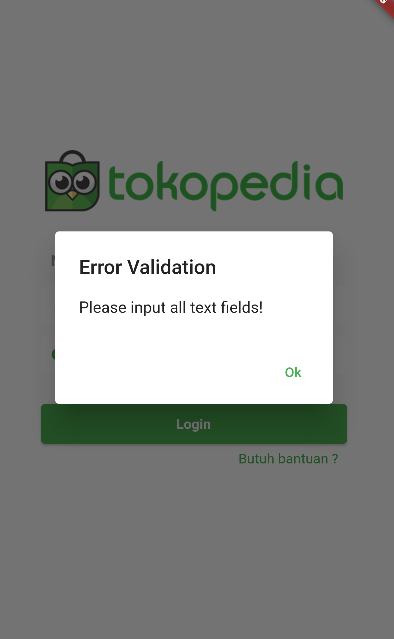 tokopedia
Error Validation
Please input all text fields!
Ok
Login
Butuh bantuan ?